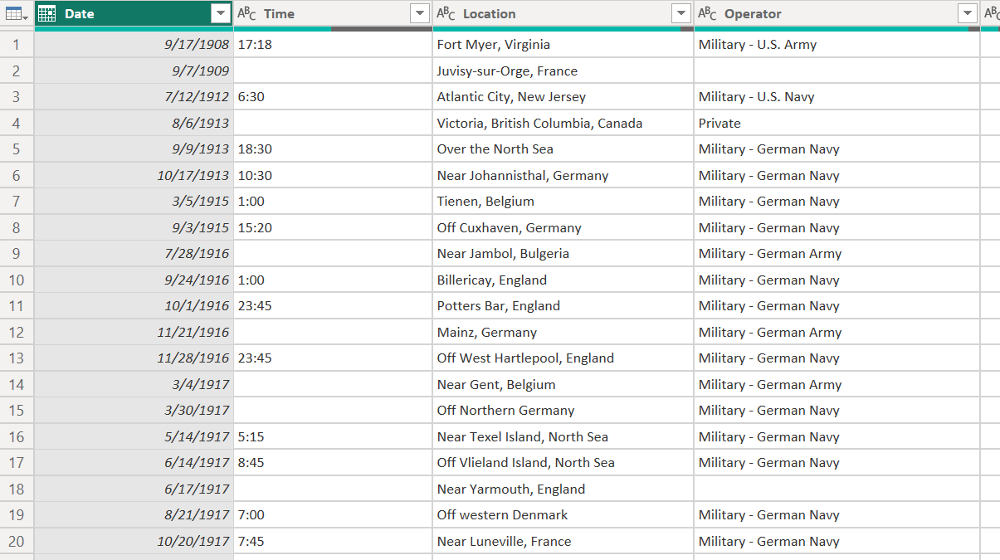 Date ABC Time ABC Location ABC Operator AB
1 9/17/1908 17:18 Fort Myer, Virginia Military - U.S. Army
2 9/7/1909 Juvisy-sur-Orge, France
3 7/12/1912 6:30 Atlantic City, New Jersey Military - U.S. Navy
4 8/6/1913 Victoria, British Columbia, Canada Private
5 9/9/1913 18:30 Over the North Sea Military - German Navy
6 10/17/1913 10:30 Near Johannisthal, Germany Military - German Navy
7 3/5/1915 1:00 Tienen, Belgium Military - German Navy
8 9/3/1915 15:20 Off Cuxhaven, Germany Military - German Navy
9 7/28/1916 Near Jambol, Bulgeria Military - German Army
10 9/24/1916 1:00 Billericay, England Military - German Navy
11 10/1/1916 23:45 Potters Bar, England Military - German Navy
12 11/21/1916 Mainz, Germany Military - German Army
13 11/28/1916 23:45 Off West Hartlepool, England Military - German Navy
14 3/4/1917 Near Gent, Belgium Military - German Army
15 3/30/1917 Off Northern Germany Military - German Navy
16 5/14/1917 5:15 Near Texel Island, North Sea Military - German Navy
17 6/14/1917 8:45 Off Vlieland Island, North Sea Military - German Navy
18 6/17/1917 Near Yarmouth, England
19 8/21/1917 7:00 Off western Denmark Military - German Navy
20 10/20/1917 7:45 Near Luneville, France Military - German Navy